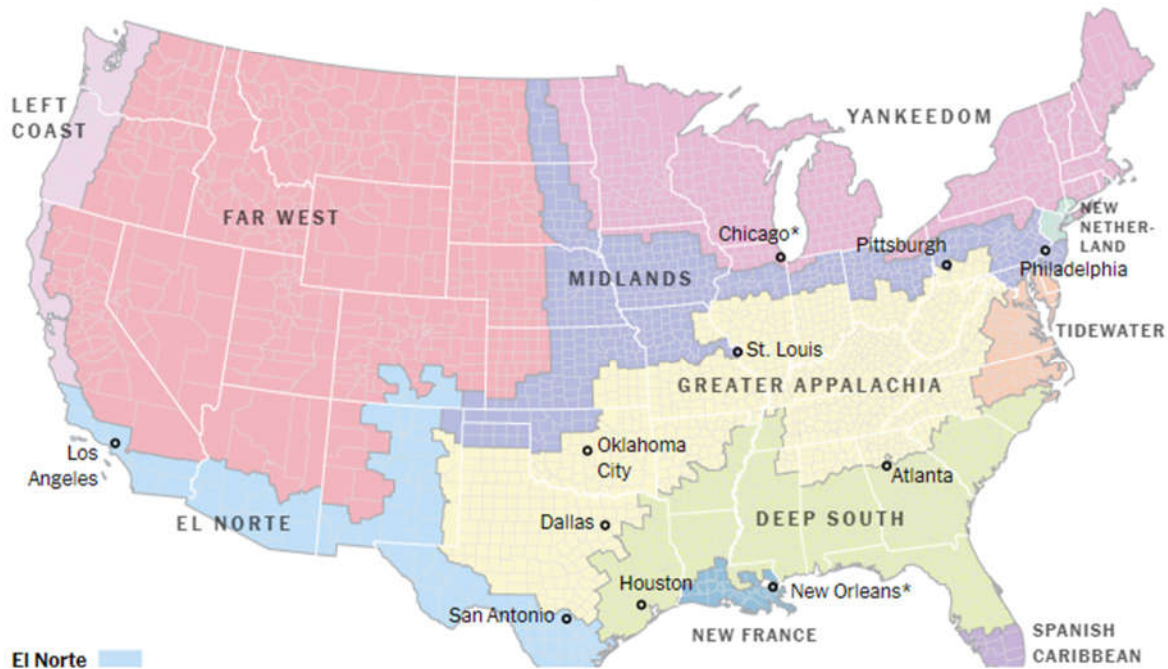 LEFT
COAST
YANKEEDOM
FAR WEST
NEW
NETHER-
LAND
Chicago*
Pittsburgh
MIDLANDS
Philadelphia
TIDEWATER
St. Louis
GREATER APPALACHIA
Los
Angeles
Oklahoma
City
Atlanta
EL NORTE
Dallas
DEEP SOUTH
Houston
New Orleans*
San Antonio
NEW FRANCE
SPANISH
CARIBBEAN
El Norte